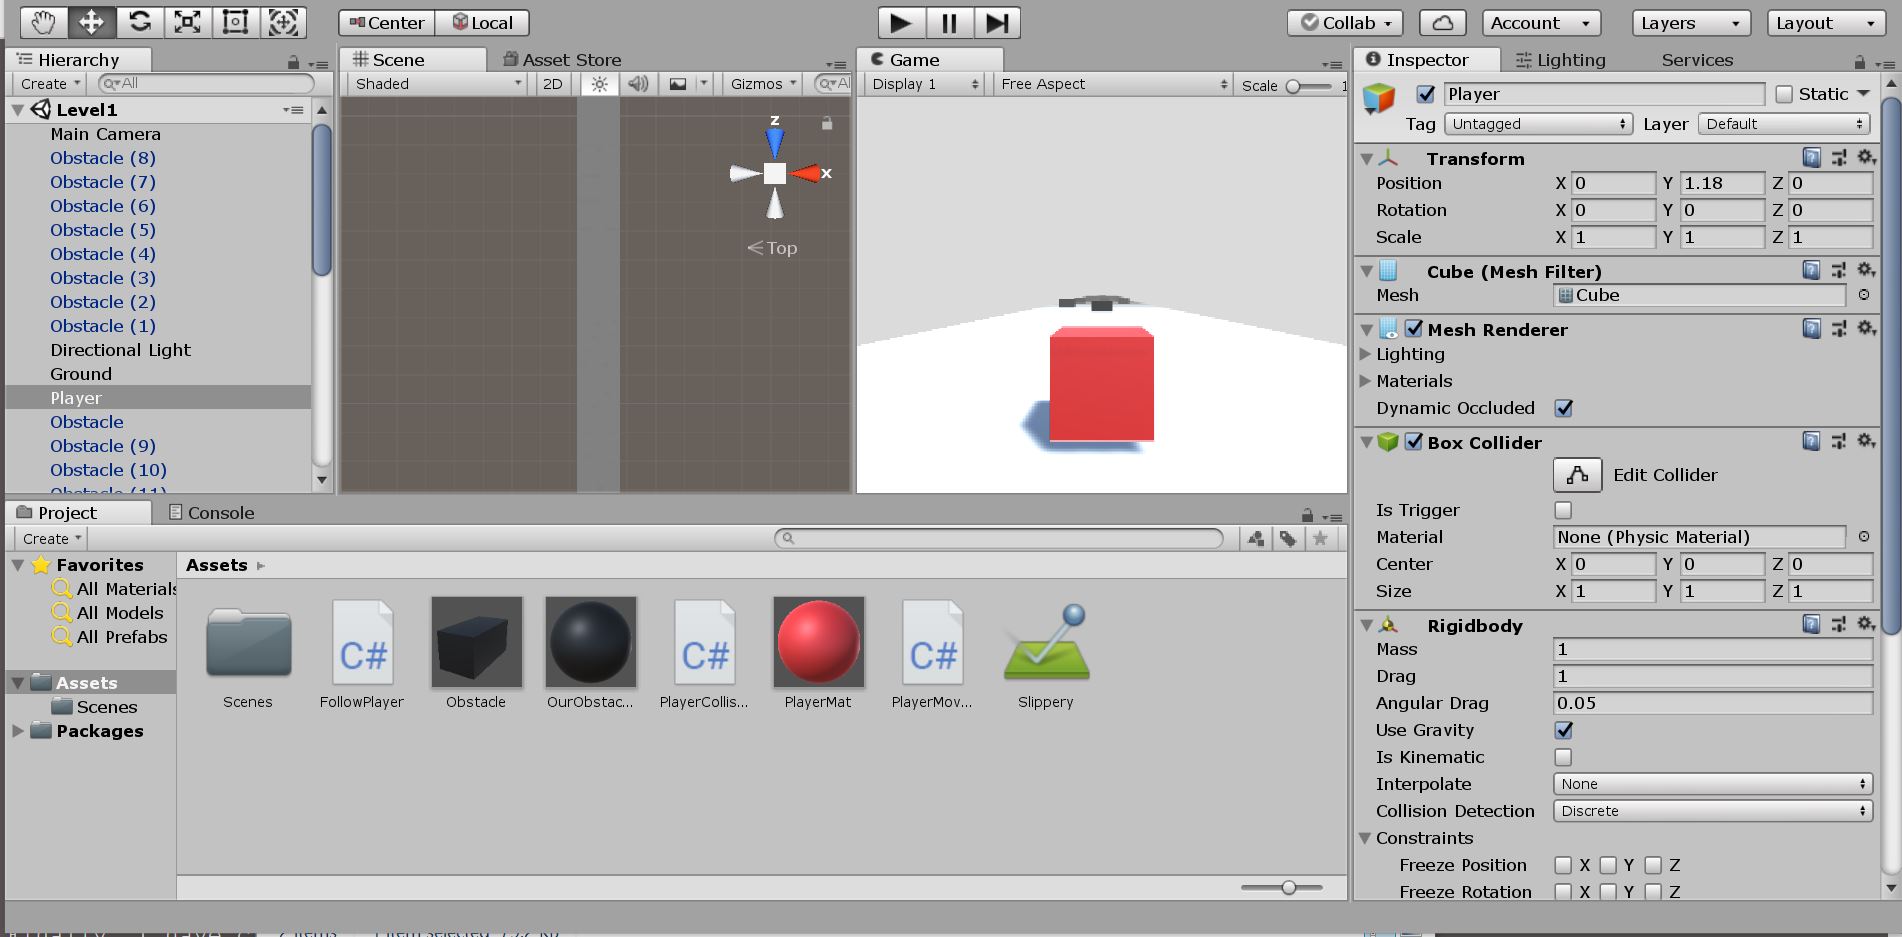 Center Local Collab Account Layers Layout
Hierarchy
Create All
Level1
Main Camera
Obstacle (8)
Obstacle (7)
Obstacle (6)
Obstacle (5)
Obstacle (4)
Obstacle (3)
Obstacle (2)
Obstacle (1)
Directional Light
Ground
Player
Obstacle
Obstacle (9)
Obstacle (10)
Obstacle (11)
Scene Asset Store
Shaded 2D Gizmos Al
z
x
Top
Game
Display 1 Free Aspect Scale 1
Inspector Lighting Services
Player Static
Tag Untagged Layer Default
Transform
Position X 0 Y 1.18 Z 0
Rotation X 0 Y 0 Z 0
Scale X 1 Y 1 Z 1
Cube (Mesh Filter)
Mesh Cube
Mesh Renderer
Lighting
Materials
Dynamic Occluded
Box Collider
Edit Collider
Is Trigger
Material None (Physic Material)
Center X 0 Y 0 Z 0
Size X 1 Y 1 Z 1
Rigidbody
Mass 1
Drag 1
Angular Drag 0.05
Use Gravity
Is Kinematic
Interpolate None
Collision Detection Discrete
Constraints
Freeze Position X Y Z
Freeze Rotation X Y Z
Project Console
Create
Favorites
All Materials
All Models
All Prefabs
Assets
Scenes
Packages
Assets
Scenes FollowPlayer Obstacle OurObstac... PlayerCollis... PlayerMat PlayerMov... Slippery
C# C# C#